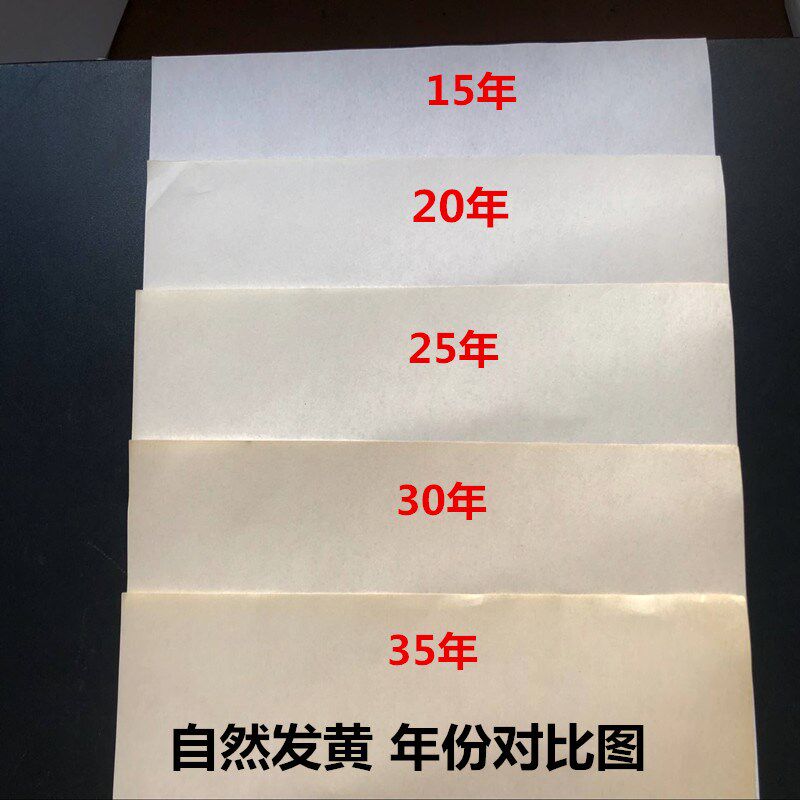 15年
20年
25年
30年
35年
自然发黄 年份对比图